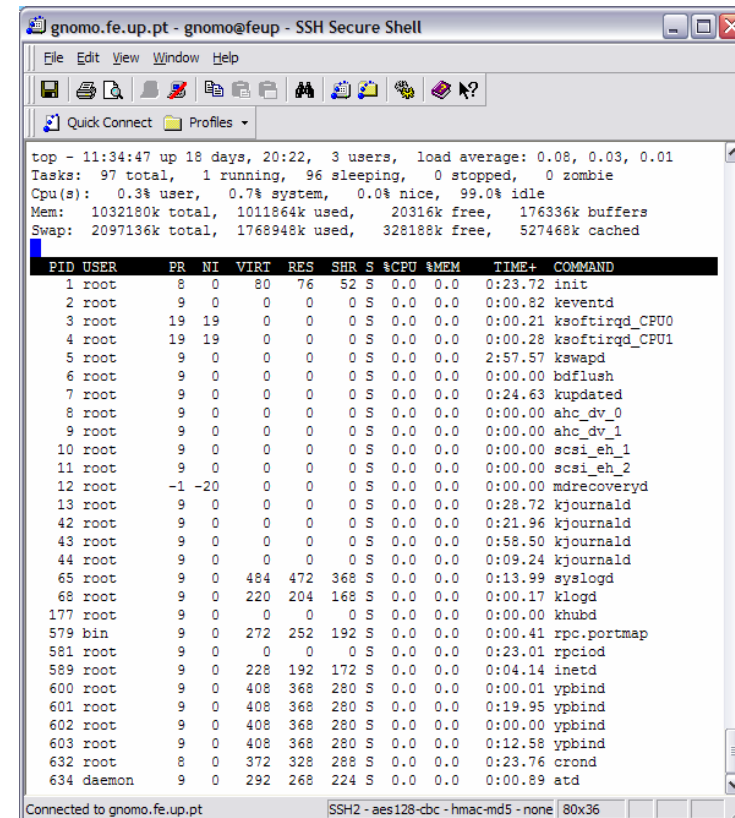 gnomo.fe.up.pt - gnomo@feup - SSH Secure Shell
File Edit View Window Help
Quick Connect Profiles
top - 11:34:47 up 18 days, 20:22, 3 users, load average: 0.08, 0.03, 0.01
Tasks: 97 total, 1 running, 96 sleeping, 0 stopped, 0 zombie
Cpu(s): 0.3% user, 0.7% system, 0.0% nice, 99.0% idle
Mem: 1032180k total, 1011864k used, 20316k free, 176336k buffers
Swap: 2097136k total, 1768948k used, 328188k free, 527468k cached
PID USER PR NI VIRT RES SHR S %CPU %MEM TIME+ COMMAND
1 root 8 0 80 76 52 S 0.0 0.0 0:23.72 init
2 root 9 0 0 0 0 S 0.0 0.0 0:00.82 keventd
3 root 19 19 0 0 0 S 0.0 0.0 0:00.21 ksoftirqd_CPU0
4 root 19 19 0 0 0 S 0.0 0.0 0:00.28 ksoftirqd_CPU1
5 root 9 0 0 0 0 S 0.0 0.0 2:57.57 kswapd
6 root 9 0 0 0 0 S 0.0 0.0 0:00.00 bdflush
7 root 9 0 0 0 0 S 0.0 0.0 0:24.63 kupdated
8 root 9 0 0 0 0 S 0.0 0.0 0:00.00 ahc_dv_0
9 root 9 0 0 0 0 S 0.0 0.0 0:00.00 ahc_dv_1
10 root 9 0 0 0 0 S 0.0 0.0 0:00.00 scsi_eh_1
11 root 9 0 0 0 0 S 0.0 0.0 0:00.00 scsi_eh_2
12 root -1 -20 0 0 0 S 0.0 0.0 0:00.00 mdrecoveryd
13 root 9 0 0 0 0 S 0.0 0.0 0:28.72 kjournald
42 root 9 0 0 0 0 S 0.0 0.0 0:21.96 kjournald
43 root 9 0 0 0 0 S 0.0 0.0 0:58.50 kjournald
44 root 9 0 0 0 0 S 0.0 0.0 0:09.24 kjournald
65 root 9 0 484 472 368 S 0.0 0.0 0:13.99 syslogd
68 root 9 0 220 204 168 S 0.0 0.0 0:00.17 klogd
177 root 9 0 0 0 0 S 0.0 0.0 0:00.00 khubd
579 bin 9 0 272 252 192 S 0.0 0.0 0:00.41 rpc.portmap
581 root 9 0 0 0 0 S 0.0 0.0 0:23.01 rpciod
589 root 9 0 228 192 172 S 0.0 0.0 0:04.14 inetd
600 root 9 0 408 368 280 S 0.0 0.0 0:00.01 ypbind
601 root 9 0 408 368 280 S 0.0 0.0 0:19.95 ypbind
602 root 9 0 408 368 280 S 0.0 0.0 0:00.00 ypbind
603 root 9 0 408 368 280 S 0.0 0.0 0:12.58 ypbind
632 root 8 0 372 328 288 S 0.0 0.0 0:23.76 crond
634 daemon 9 0 292 268 224 S 0.0 0.0 0:00.89 atd
Connected to gnomo.fe.up.pt SSH2 - aes128-cbc - hmac-md5 - none 80x36